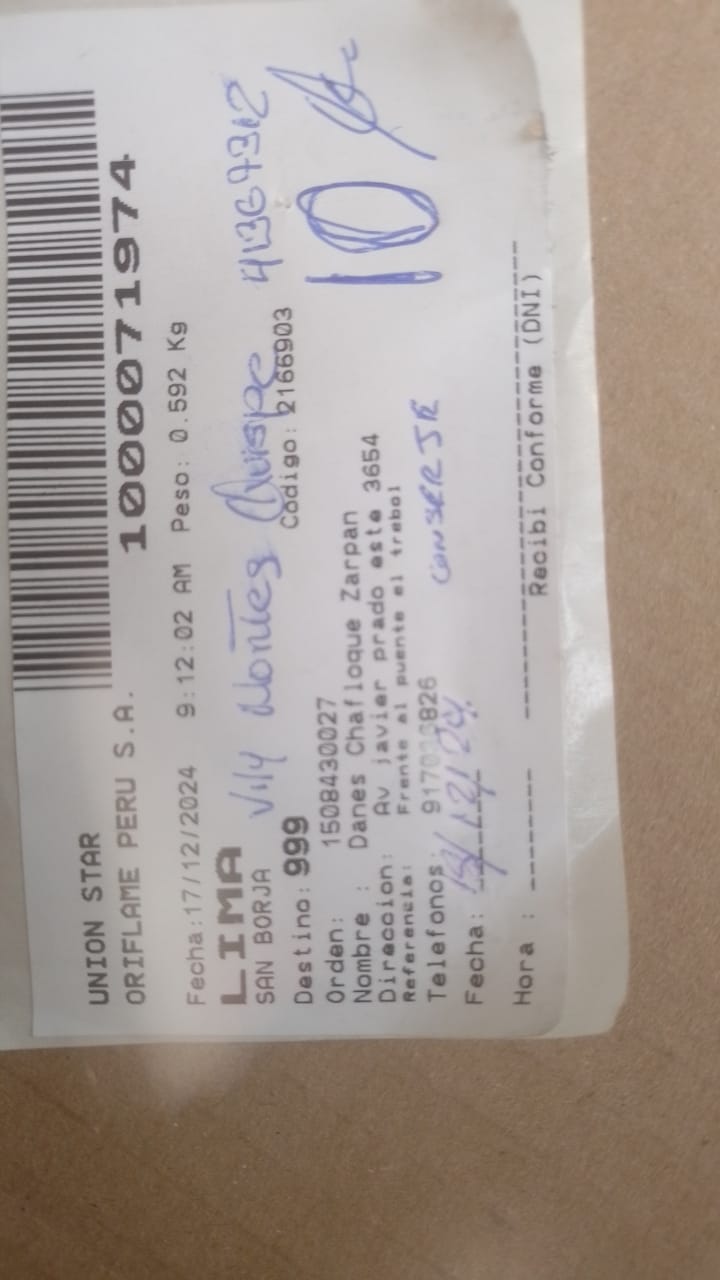 UNION STAR
ORIFLAME PERU S.A. 1000071974
Fecha:17/12/2024 9:12:02 AM Peso: 0.592 Kg
LIMA
SAN BORJA Vily Montes Quispe 41367312
Destino: 999 Codigo: 2166903
Orden: 1508430027
Nombre : Danes Chafloque Zarpan
Direccion: Av javier prado este 3654
Referencia: Frente al puente el trebol
Telefonos:
CONSERJE
Fecha:
Hora : --------
Recibi Conforme (DNI)
10